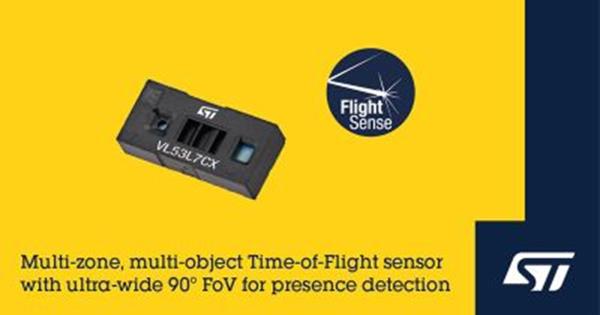 ST
VL53L7CX
Flight
Sense
Multi-zone, multi-object Time-of-Flight sensor
with ultra-wide 90° FoV for presence detection
ST